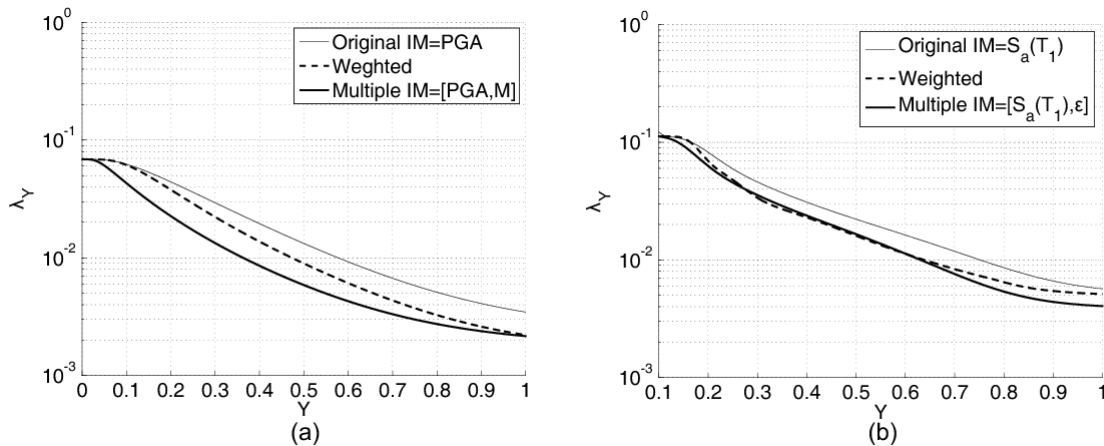 10^0
Original IM=PGA
Weghted
Multiple IM=[PGA,M]
10^-1
λ_Y
10^-2
10^-3
0 0.1 0.2 0.3 0.4 0.5 0.6 0.7 0.8 0.9 1
Y
(a)
10^0
Original IM=S_a(T_1)
Weighted
Multiple IM=[S_a(T_1),ε]
10^-1
λ_Y
10^-2
10^-3
0.1 0.2 0.3 0.4 0.5 0.6 0.7 0.8 0.9 1
Y
(b)